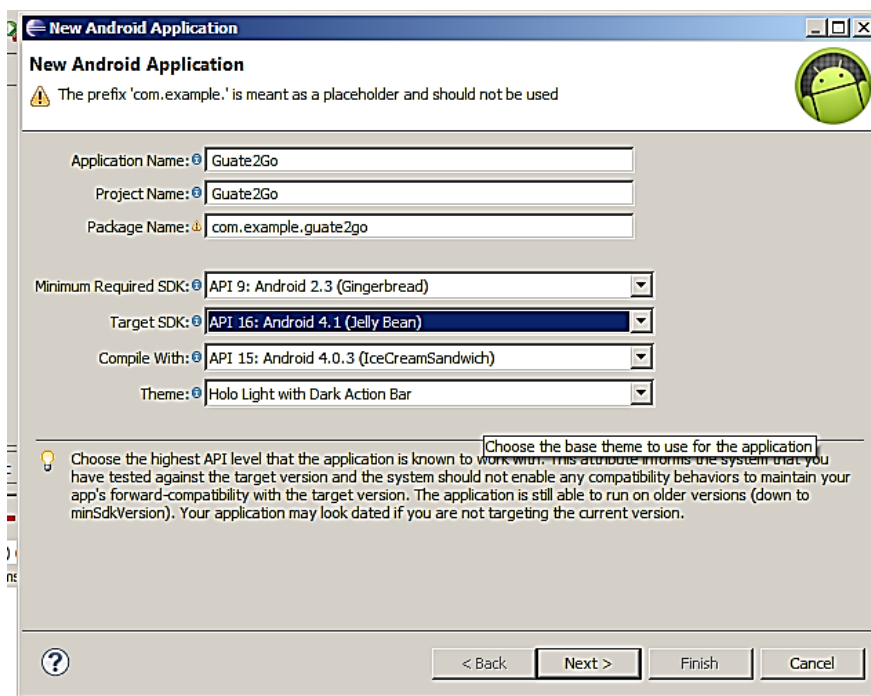 New Android Application
New Android Application
The prefix 'com.example.' is meant as a placeholder and should not be used
Application Name: Guate2Go
Project Name: Guate2Go
Package Name: com.example.guate2go
Minimum Required SDK: API 9: Android 2.3 (Gingerbread)
Target SDK: API 16: Android 4.1 (Jelly Bean)
Compile With: API 15: Android 4.0.3 (IceCreamSandwich)
Theme: Holo Light with Dark Action Bar
Choose the base theme to use for the application
Choose the highest API level that the application is known to work with. This attribute informs the system that you
have tested against the target version and the system should not enable any compatibility behaviors to maintain your
app's forward-compatibility with the target version. The application is still able to run on older versions (down to
minSdkVersion). Your application may look dated if you are not targeting the current version.
? < Back Next > Finish Cancel